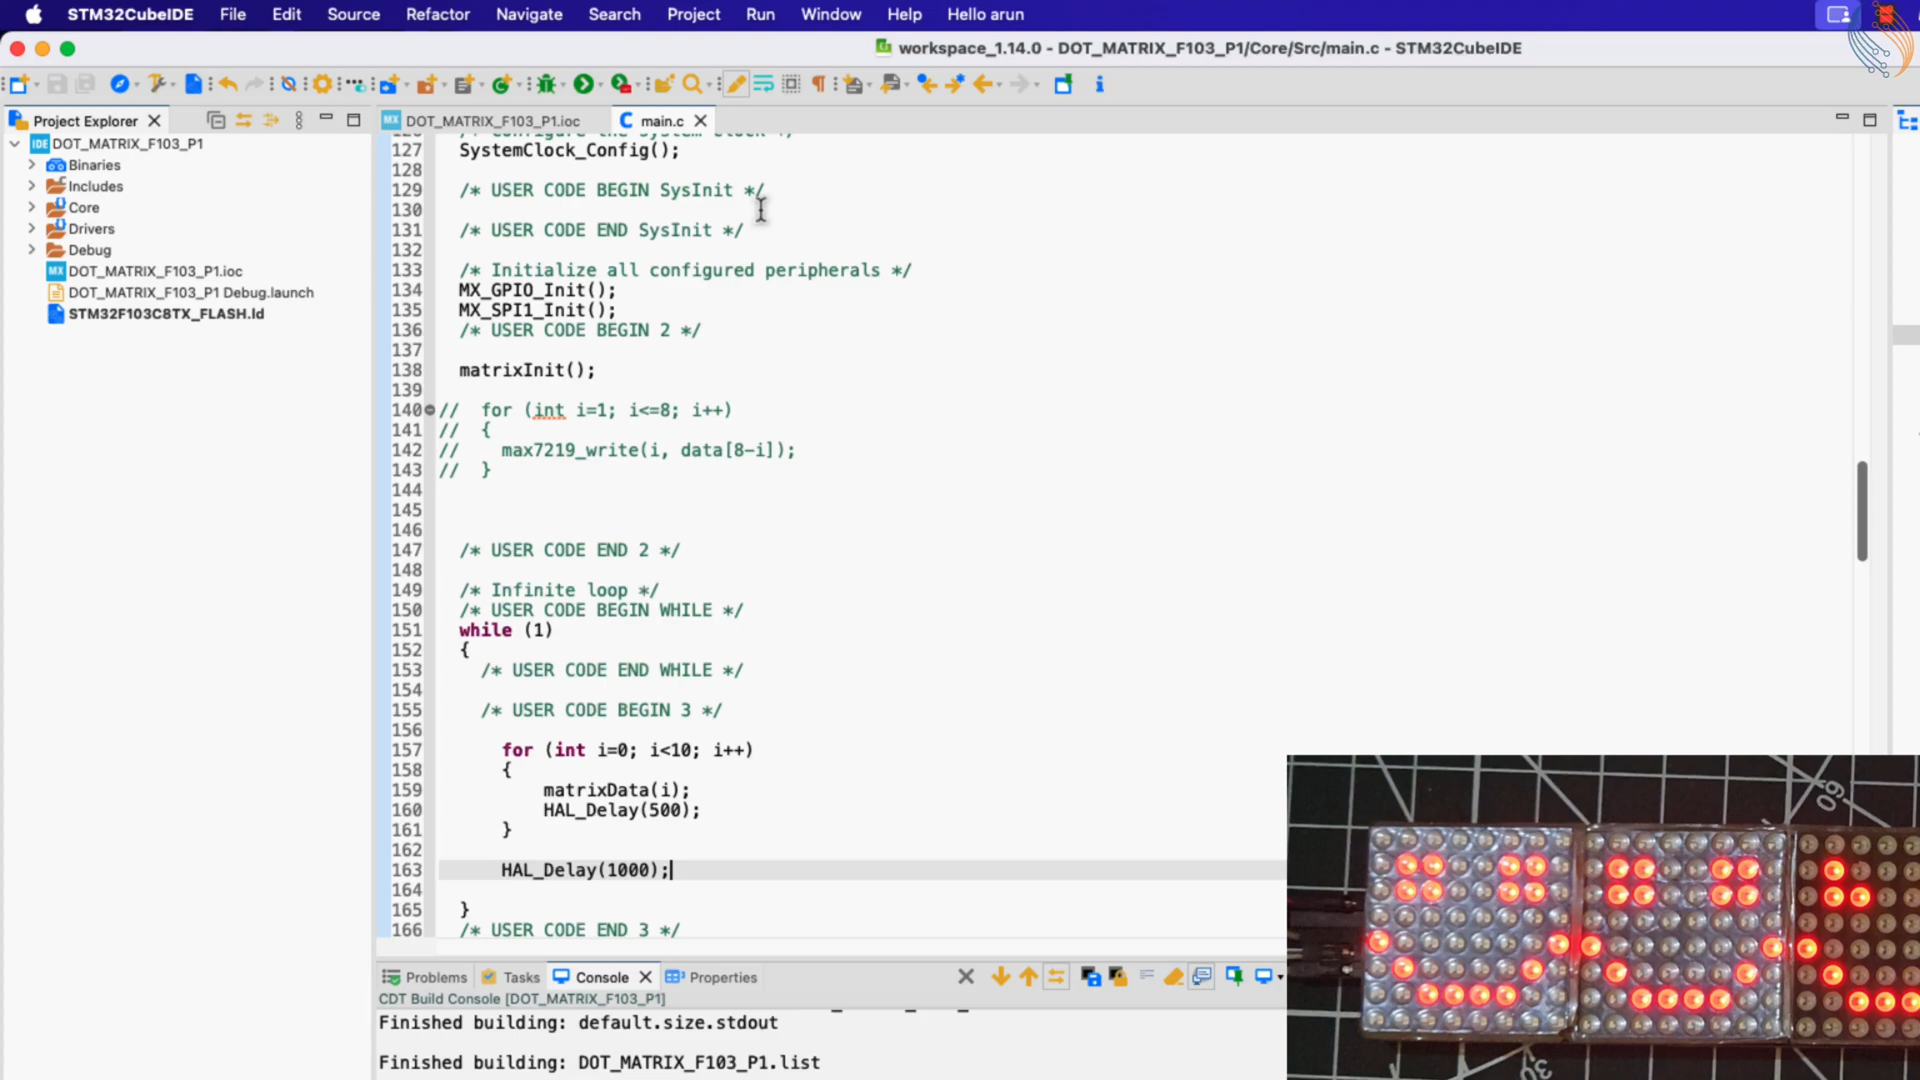 STM32CubeIDE File Edit Source Refactor Navigate Search Project Run Window Help Hello arun
workspace_1.14.0 - DOT_MATRIX_F103_P1/Core/Src/main.c - STM32CubeIDE
Project Explorer
DOT_MATRIX_F103_P1.ioc
main.c
IDE DOT_MATRIX_F103_P1
Binaries
Includes
Core
Drivers
Debug
MX DOT_MATRIX_F103_P1.ioc
DOT_MATRIX_F103_P1 Debug.launch
STM32F103C8TX_FLASH.ld
126 /* Configure the system clock */
127 SystemClock_Config();
128
129 /* USER CODE BEGIN SysInit */
130
131 /* USER CODE END SysInit */
132
133 /* Initialize all configured peripherals */
134 MX_GPIO_Init();
135 MX_SPI1_Init();
136 /* USER CODE BEGIN 2 */
137
138 matrixInit();
139
140 // for (int i=1; i<=8; i++)
141 // {
142 // max7219_write(i, data[8-i]);
143 // }
144
145
146
147 /* USER CODE END 2 */
148
149 /* Infinite loop */
150 /* USER CODE BEGIN WHILE */
151 while (1)
152 {
153 /* USER CODE END WHILE */
154
155 /* USER CODE BEGIN 3 */
156
157 for (int i=0; i<10; i++)
158 {
159 matrixData(i);
160 HAL_Delay(500);
161 }
162
163 HAL_Delay(1000);
164
165 }
166 /* USER CODE END 3 */
Problems Tasks Console Properties
CDT Build Console [DOT_MATRIX_F103_P1]
Finished building: default.size.stdout
Finished building: DOT_MATRIX_F103_P1.list
60